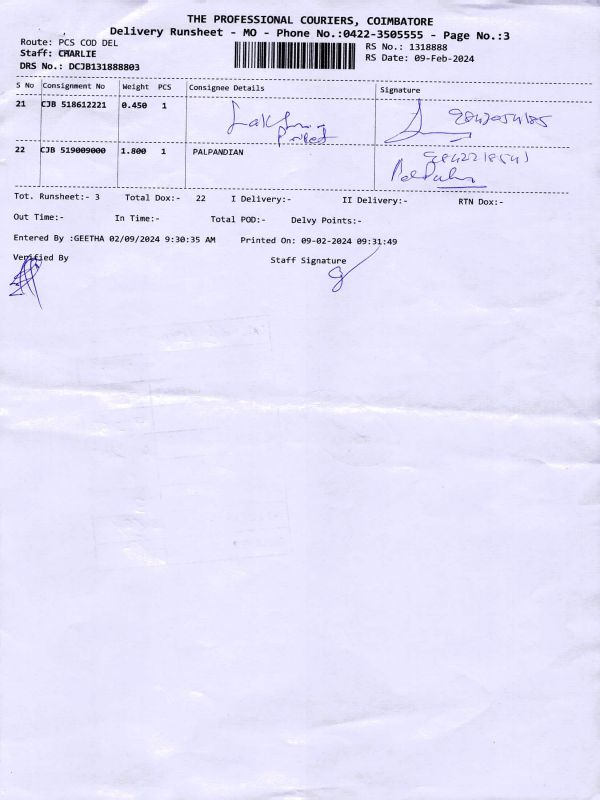 THE PROFESSIONAL COURIERS, COIMBATORE
Delivery Runsheet - MO - Phone No.:0422-3505555 - Page No.:3
Route: PCS COD DEL
RS No.: 1318888
Staff: CHARLIE
RS Date: 09-Feb-2024
DRS No.: DCJB131888803
S No Consignment No Weight PCS Consignee Details Signature
21 CJB 518612221 0.450 1
22 CJB 519009000 1.800 1 PALPANDIAN
Tot. Runsheet:- 3 Total Dox:- 22 I Delivery:- II Delivery:- RTN Dox:-
Out Time:- In Time:- Total POD:- Delvy Points:-
Entered By :GEETHA 02/09/2024 9:30:35 AM Printed On: 09-02-2024 09:31:49
Verified By Staff Signature